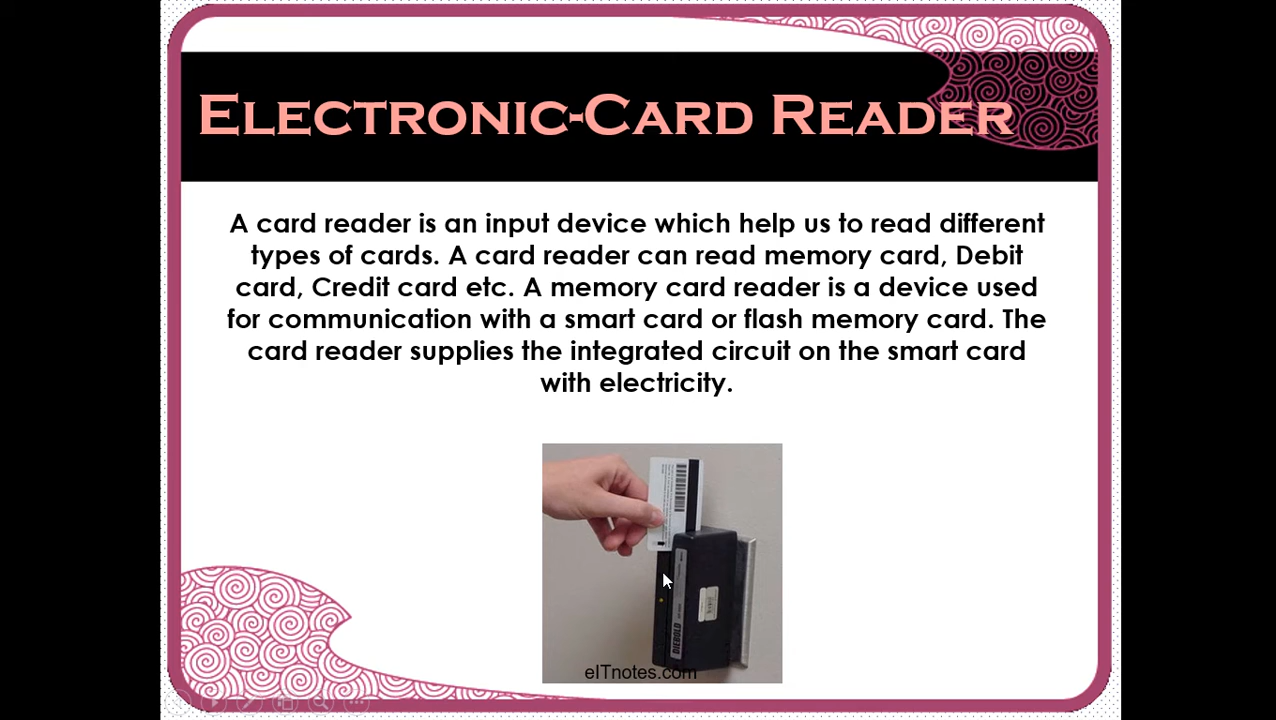 Electronic-Card Reader
A card reader is an input device which help us to read different
types of cards. A card reader can read memory card, Debit
card, Credit card etc. A memory card reader is a device used
for communication with a smart card or flash memory card. The
card reader supplies the integrated circuit on the smart card
with electricity.
DIEBOLD
eITnotes.com